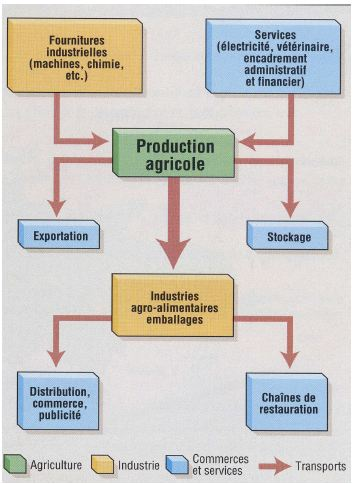 Fournitures
industrielles
(machines, chimie,
etc.)
Services
(électricité, vétérinaire,
encadrement
administratif
et financier)
Production
agricole
Exportation
Stockage
Industries
agro-alimentaires
emballages
Distribution,
commerce,
publicité
Chaînes de
restauration
Agriculture
Industrie
Commerces
et services
Transports